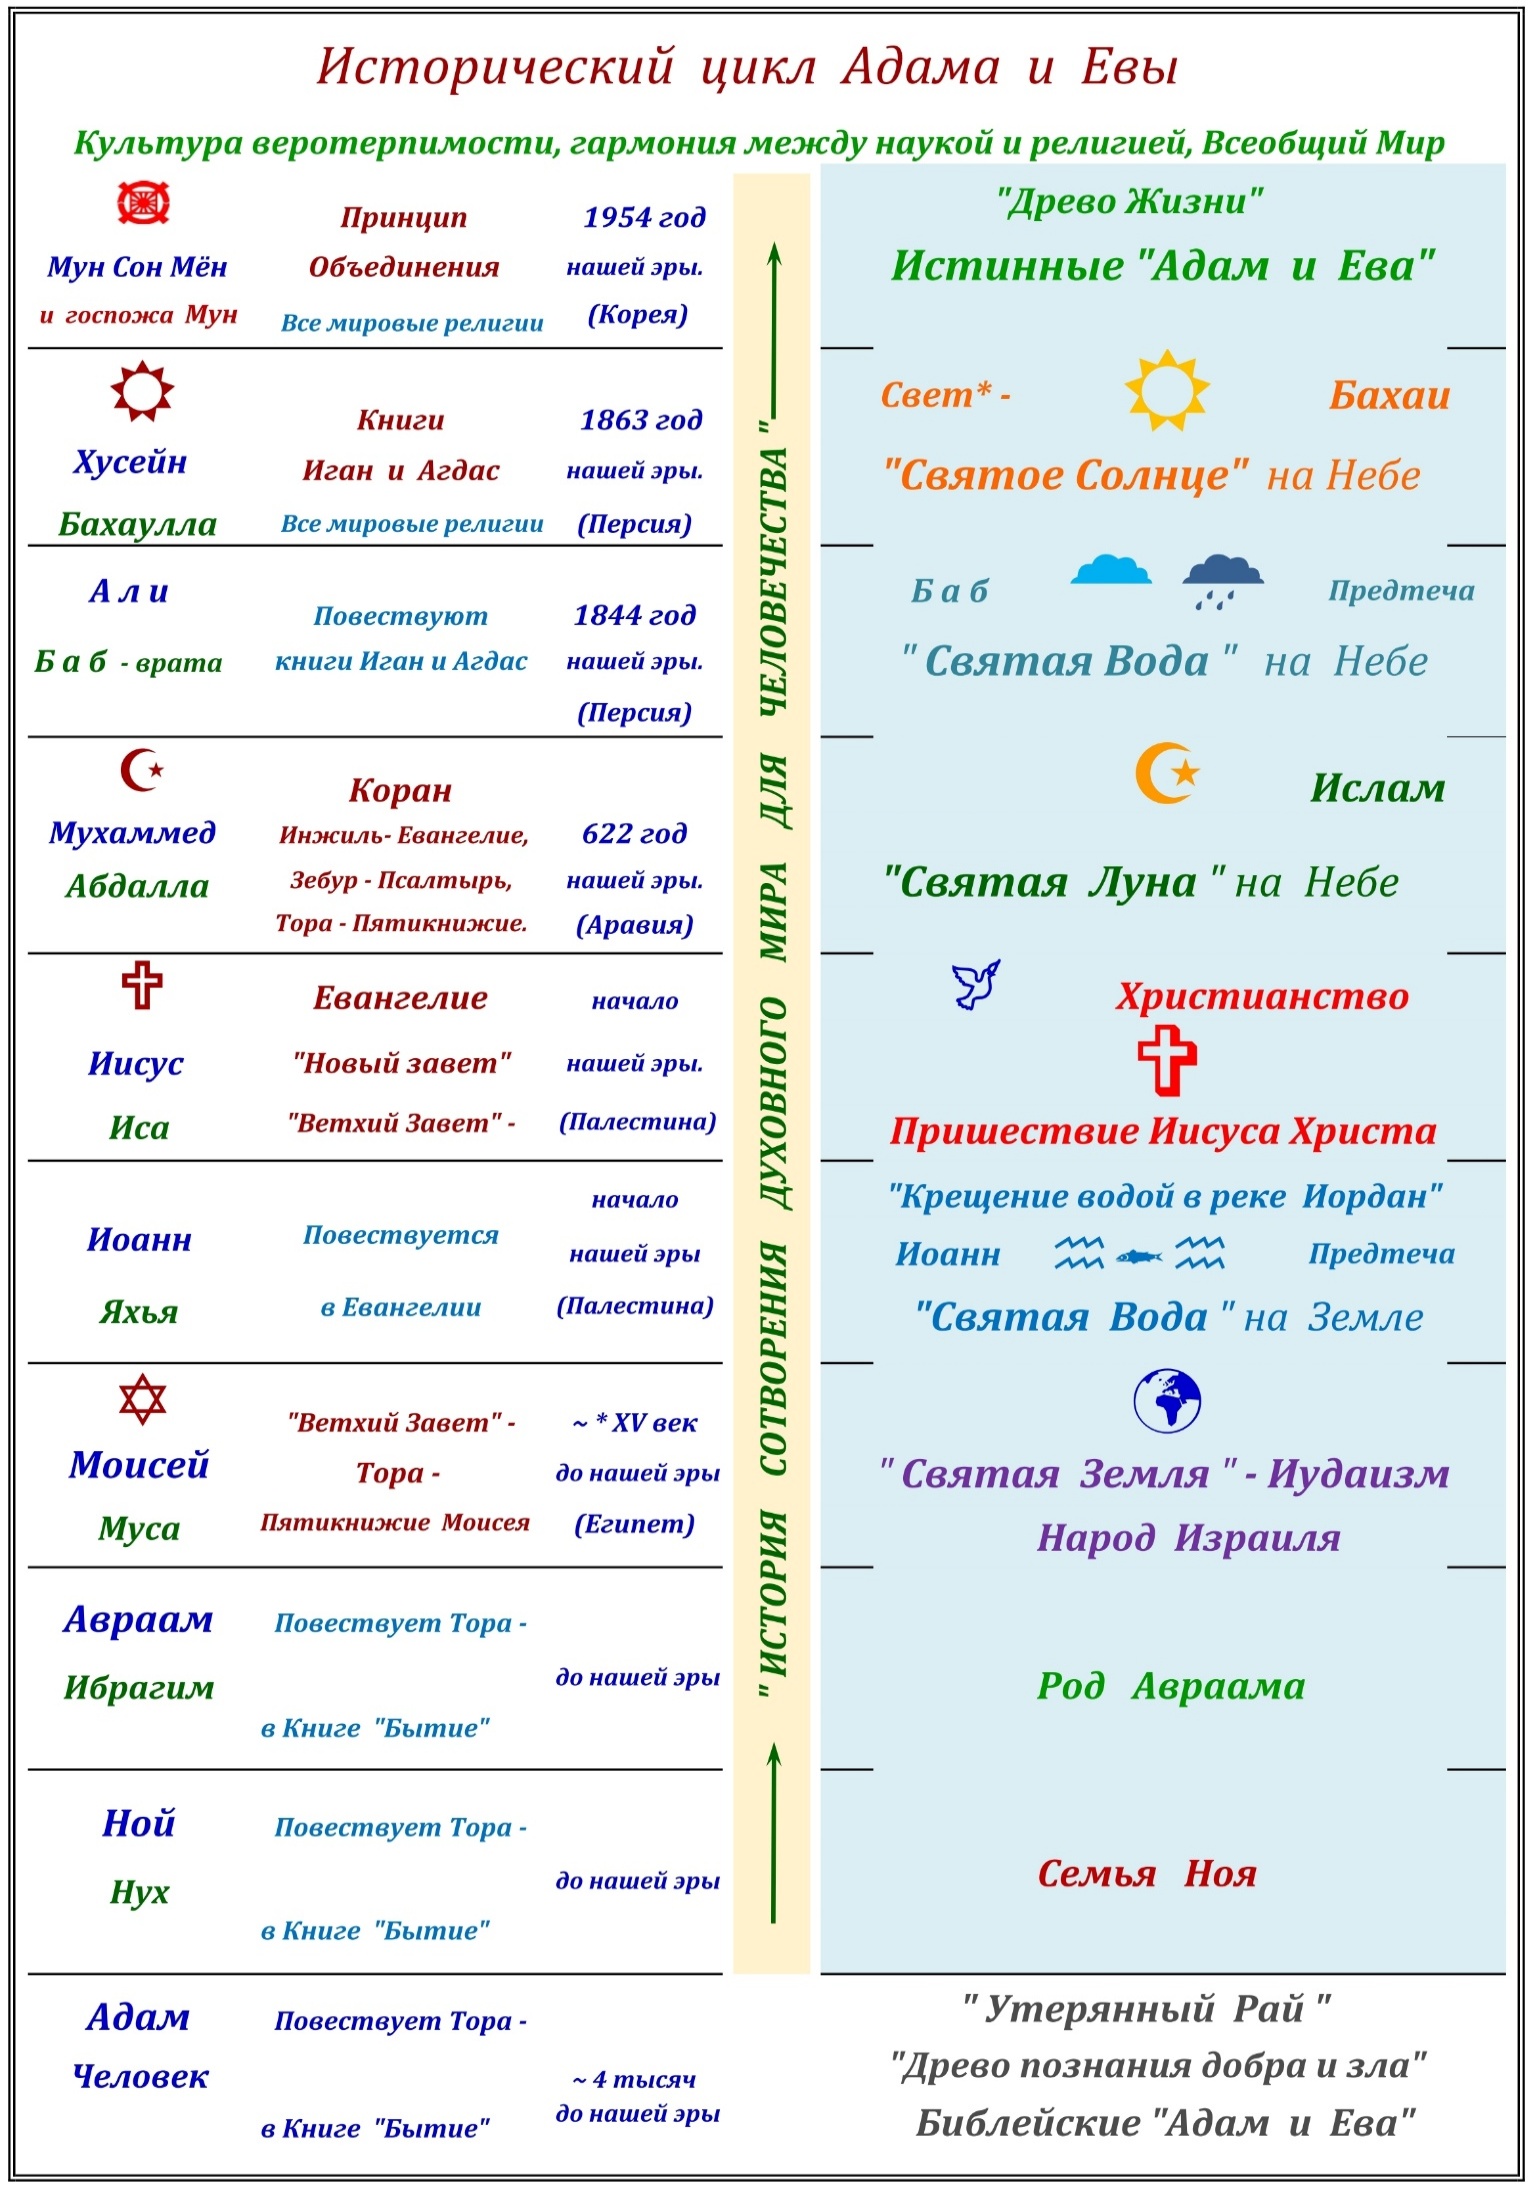 Исторический цикл Адама и Евы
Культура веротерпимости, гармония между наукой и религией, Всеобщий Мир
Мун Сон Мён
и госпожа Мун
Принцип
Объединения
Все мировые религии
1954 год
нашей эры.
(Корея)
"Древо Жизни"
Истинные "Адам и Ева"
Хусейн
Бахаулла
Книги
Иган и Агдас
Все мировые религии
1863 год
нашей эры.
(Персия)
Свет* - Бахаи
"Святое Солнце" на Небе
А л и
Б а б - врата
Повествуют
книги Иган и Агдас
1844 год
нашей эры.
(Персия)
Б а б Предтеча
" Святая Вода " на Небе
Мухаммед
Абдалла
Коран
Инжиль- Евангелие,
Зебур - Псалтырь,
Тора - Пятикнижие.
622 год
нашей эры.
(Аравия)
Ислам
"Святая Луна " на Небе
Иисус
Иса
Евангелие
"Новый завет"
"Ветхий Завет" -
начало
нашей эры.
(Палестина)
Христианство
Пришествие Иисуса Христа
Иоанн
Яхья
Повествуется
в Евангелии
начало
нашей эры
(Палестина)
"Крещение водой в реке Иордан"
Иоанн Предтеча
"Святая Вода " на Земле
Моисей
Муса
"Ветхий Завет" -
Тора -
Пятикнижие Моисея
~ * XV век
до нашей эры
(Египет)
" Святая Земля " - Иудаизм
Народ Израиля
Авраам
Ибрагим
Повествует Тора -
в Книге "Бытие"
до нашей эры
Род Авраама
Ной
Нух
Повествует Тора -
в Книге "Бытие"
до нашей эры
Семья Ноя
Адам
Человек
Повествует Тора -
в Книге "Бытие"
~ 4 тысяч
до нашей эры
" Утерянный Рай "
"Древо познания добра и зла"
Библейские "Адам и Ева"
" ИСТОРИЯ СОТВОРЕНИЯ ДУХОВНОГО МИРА ДЛЯ ЧЕЛОВЕЧЕСТВА "